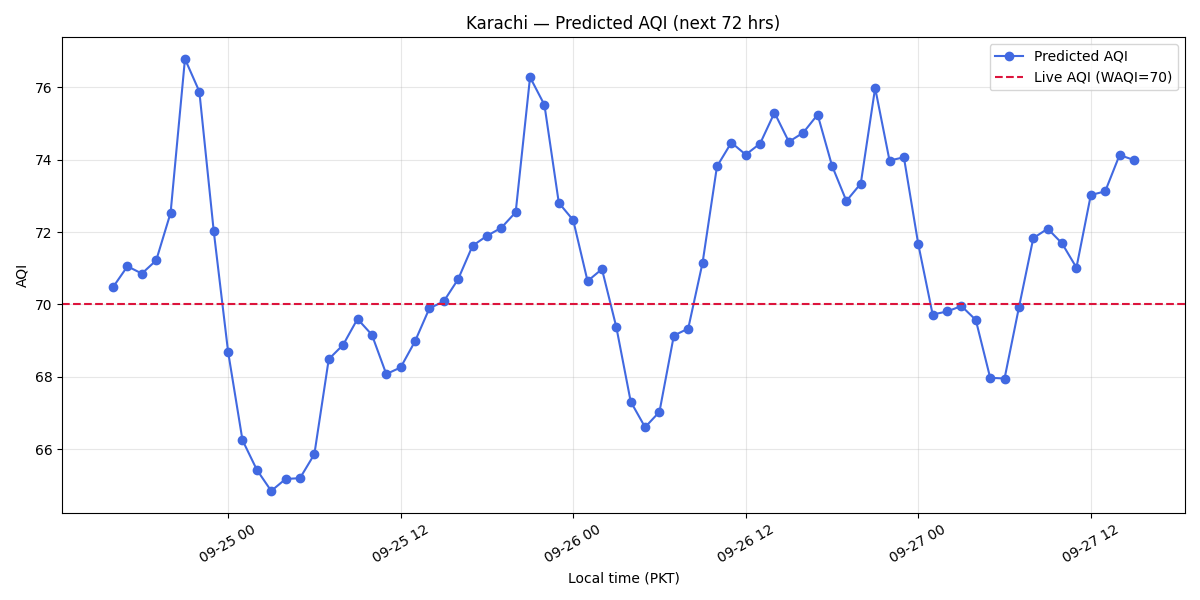 Karachi — Predicted AQI (next 72 hrs)
Predicted AQI
Live AQI (WAQI=70)
AQI
76
74
72
70
68
66
09-25 00
09-25 12
09-26 00
09-26 12
09-27 00
09-27 12
Local time (PKT)